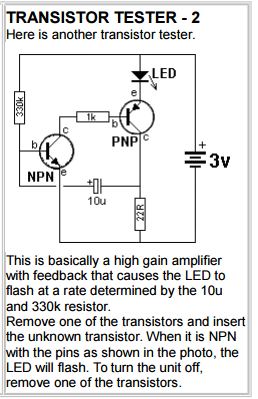 TRANSISTOR TESTER - 2
Here is another transistor tester.
LED
330k
e
1k
b
c
PNP
c
b
+
3v
NPN
e
+
10u
22R
This is basically a high gain amplifier
with feedback that causes the LED to
flash at a rate determined by the 10u
and 330k resistor.
Remove one of the transistors and insert
the unknown transistor. When it is NPN
with the pins as shown in the photo, the
LED will flash. To turn the unit off,
remove one of the transistors.